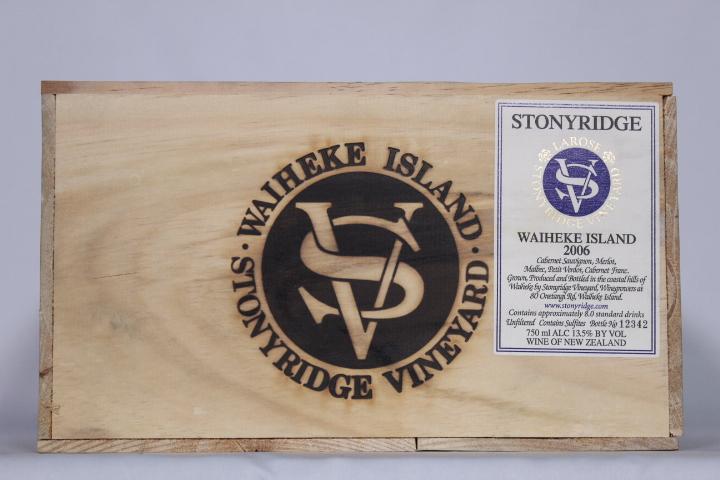 · WAIHEKE ISLAND ·
STONYRIDGE VINEYARD
SV
STONYRIDGE
LAROSE
SV
STONYRIDGE VINEYARD
WAIHEKE ISLAND
2006
Cabernet Sauvignon, Merlot,
Malbec, Petit Verdot, Cabernet Franc.
Grown, Produced and Bottled in the coastal hills of
Waiheke by Stonyridge Vineyard, Winegrowers at
80 Onetangi Rd, Waiheke Island.
www.stonyridge.com
Contains approximately 8.0 standard drinks
Unfiltered Contains Sulfites Bottle No 12342
750 ml ALC 13.5% BY VOL
WINE OF NEW ZEALAND